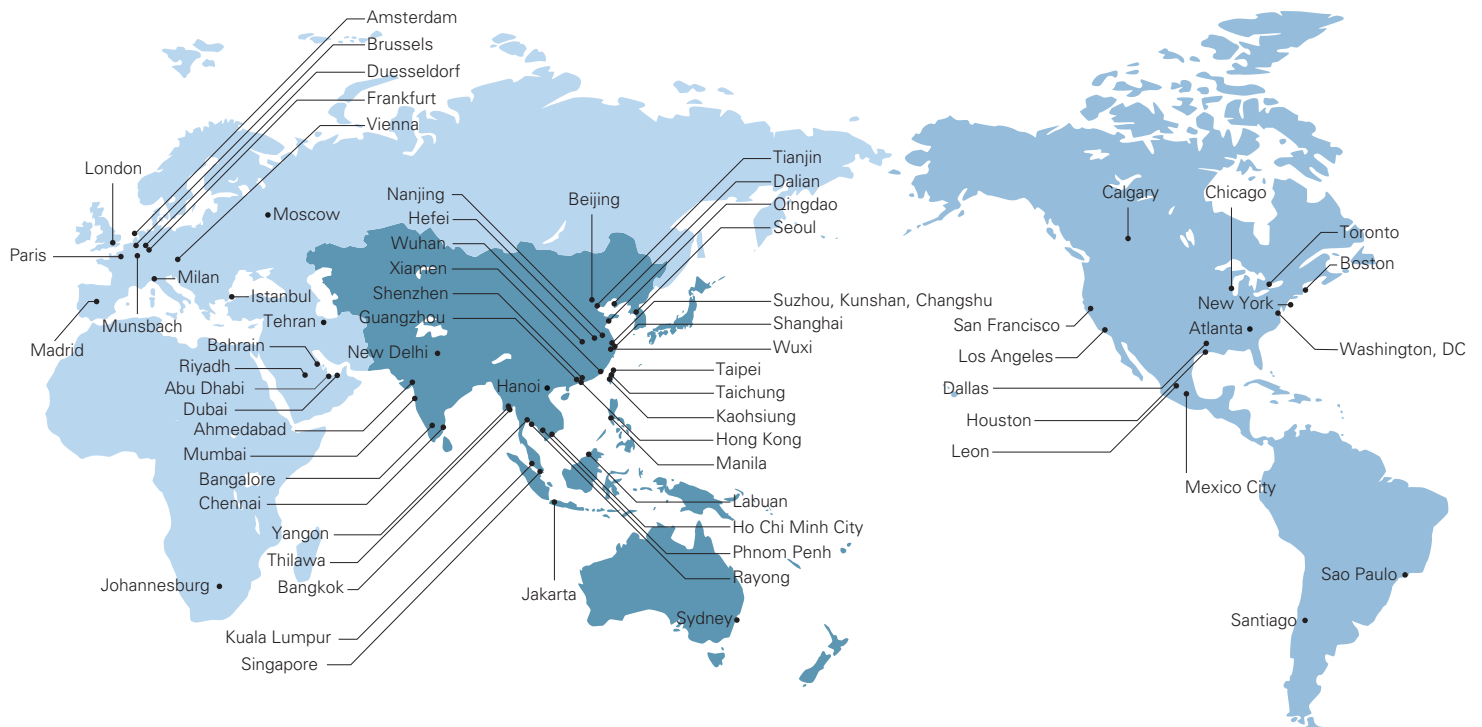 Amsterdam
Brussels
Duesseldorf
Frankfurt
Vienna
London
Moscow
Paris
Milan
Istanbul
Munsbach
Tehran
Madrid
Bahrain
Riyadh
Abu Dhabi
Dubai
Ahmedabad
Mumbai
Bangalore
Chennai
Yangon
Thilawa
Bangkok
Johannesburg
Kuala Lumpur
Singapore
Nanjing
Hefei
Wuhan
Xiamen
Shenzhen
Guangzhou
New Delhi
Hanoi
Beijing
Tianjin
Dalian
Qingdao
Seoul
Suzhou, Kunshan, Changshu
Shanghai
Wuxi
Taipei
Taichung
Kaohsiung
Hong Kong
Manila
Labuan
Ho Chi Minh City
Phnom Penh
Rayong
Jakarta
Sydney
Calgary
Chicago
Toronto
Boston
New York
San Francisco
Atlanta
Los Angeles
Washington, DC
Dallas
Houston
Leon
Mexico City
Sao Paulo
Santiago